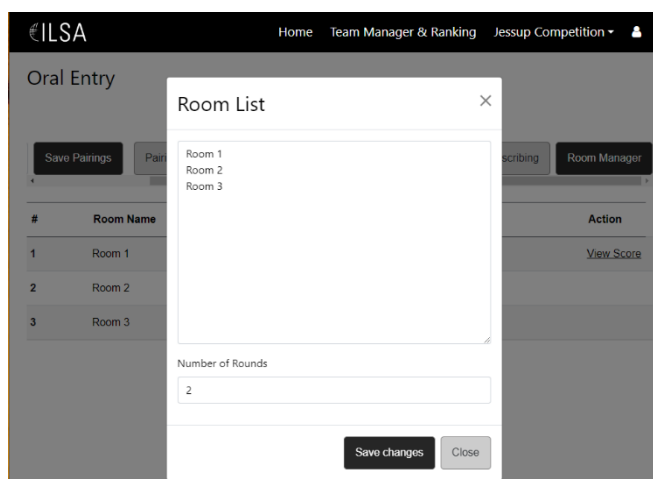 ILSA
Home Team Manager & Ranking Jessup Competition
Oral Entry
Room List
Save Pairings
Room Manager
Room 1
Room 2
Room 3
# Room Name Action
1 Room 1 View Score
2 Room 2
3 Room 3
Number of Rounds
2
Save changes Close